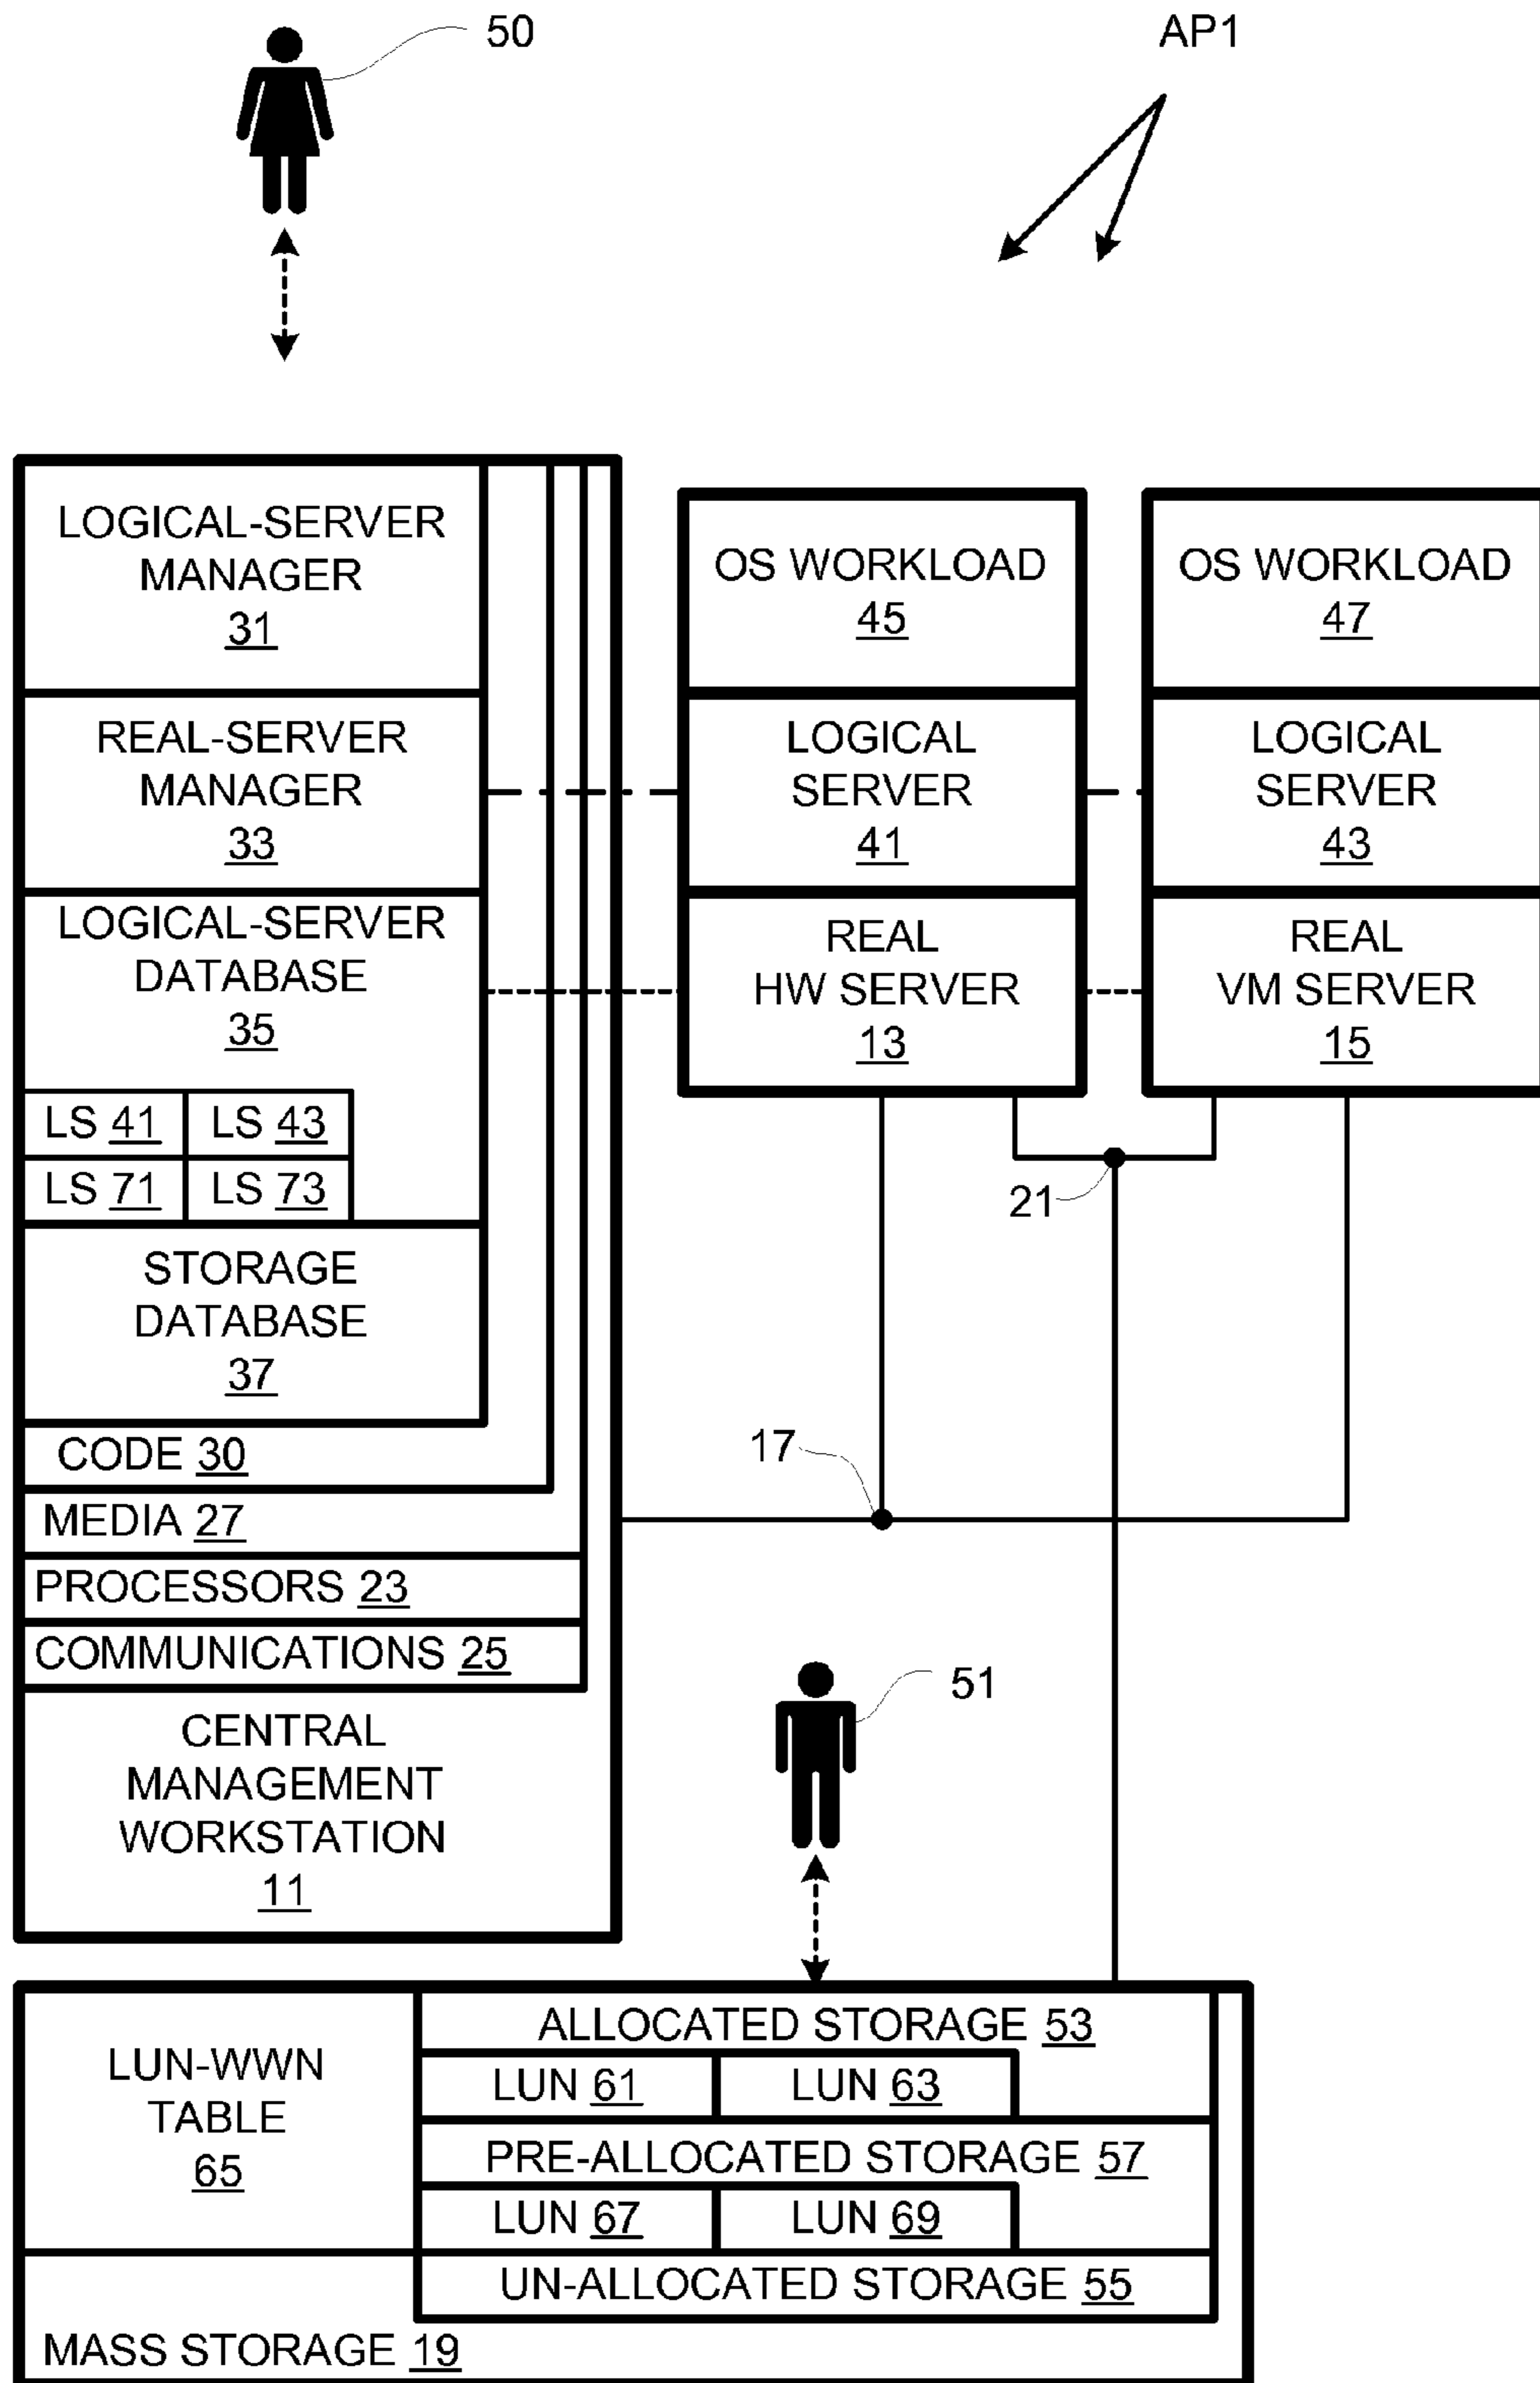 50
AP1
LOGICAL-SERVER
MANAGER
31
REAL-SERVER
MANAGER
33
LOGICAL-SERVER
DATABASE
35
LS 41
LS 43
LS 71
LS 73
STORAGE
DATABASE
37
CODE 30
MEDIA 27
PROCESSORS 23
COMMUNICATIONS 25
CENTRAL
MANAGEMENT
WORKSTATION
11
OS WORKLOAD
45
LOGICAL
SERVER
41
REAL
HW SERVER
13
OS WORKLOAD
47
LOGICAL
SERVER
43
REAL
VM SERVER
15
21
17
51
LUN-WWN
TABLE
65
ALLOCATED STORAGE 53
LUN 61
LUN 63
PRE-ALLOCATED STORAGE 57
LUN 67
LUN 69
UN-ALLOCATED STORAGE 55
MASS STORAGE 19